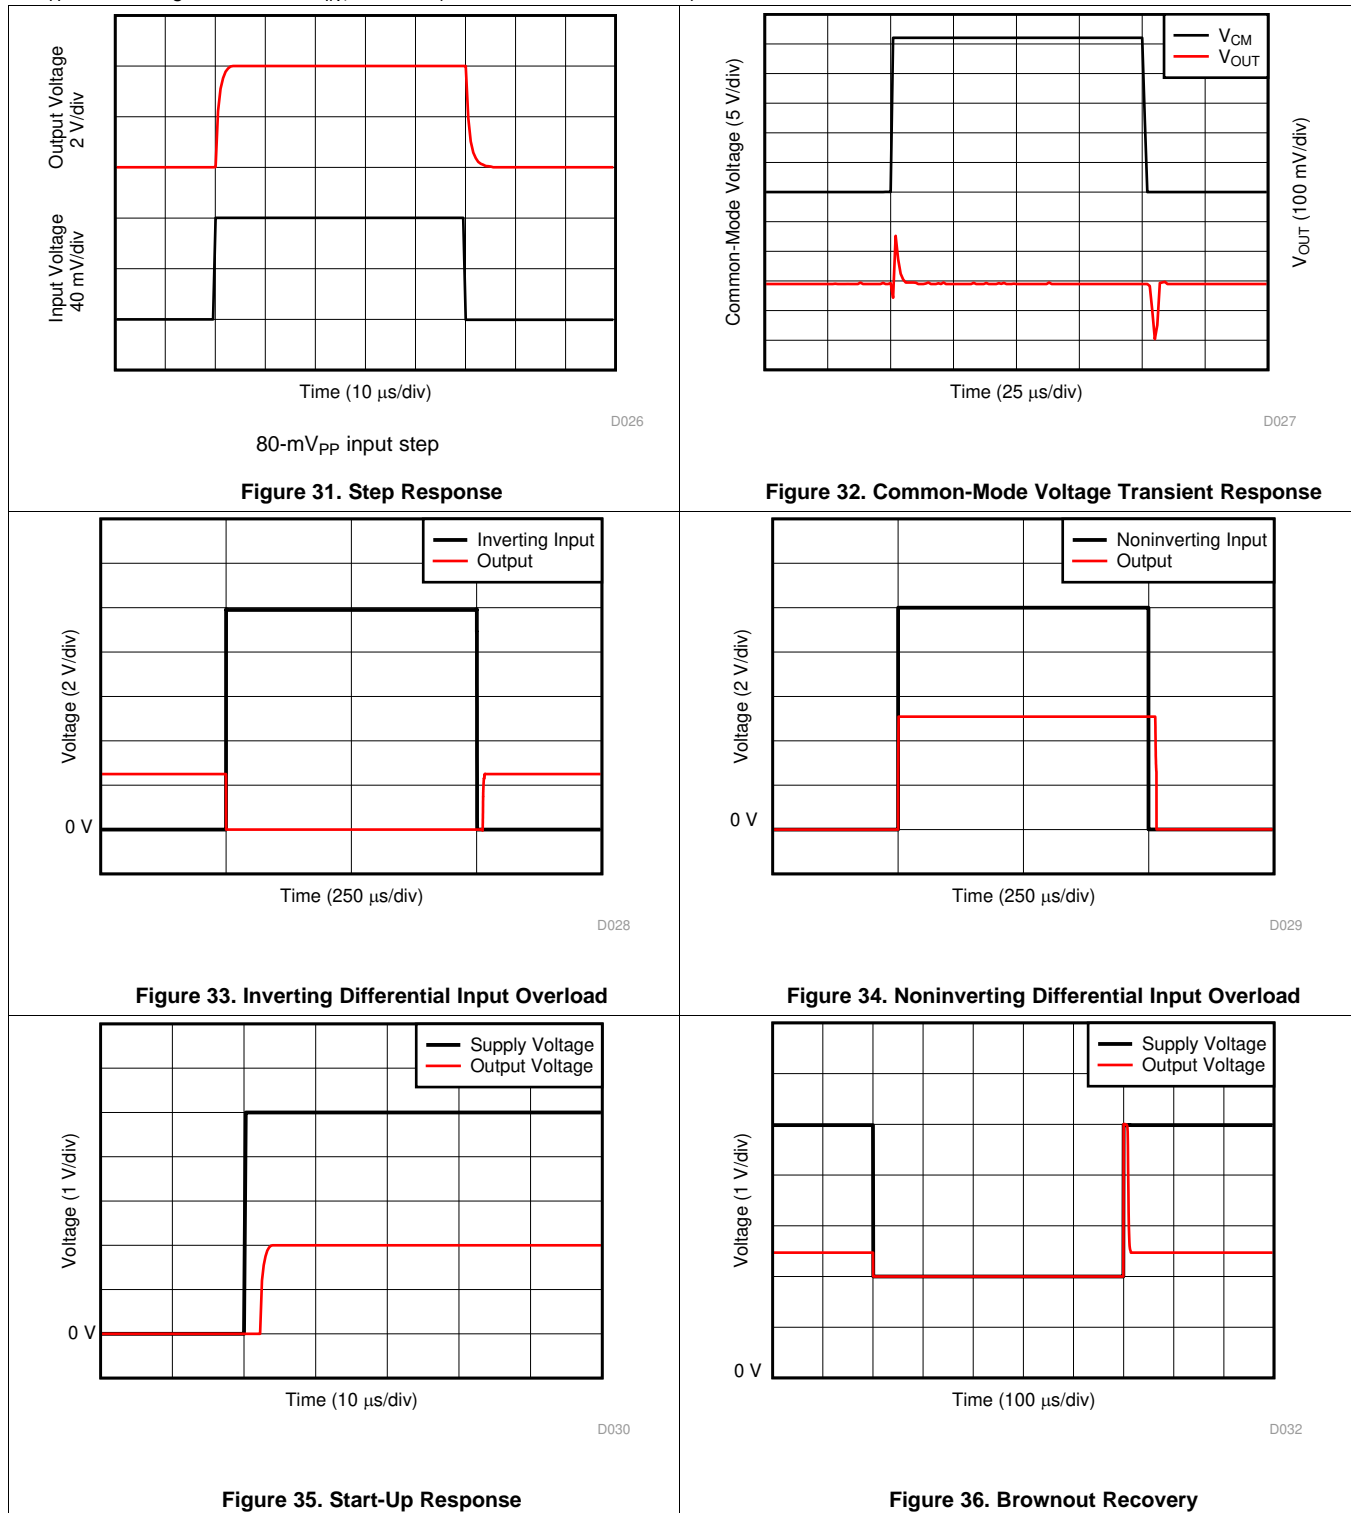 Output Voltage
2 V/div
Input Voltage
40 mV/div
Time (10 μs/div)
D026
80-mVPP input step
Figure 31. Step Response
VCM
VOUT
Common-Mode Voltage (5 V/div)
VOUT (100 mV/div)
Time (25 μs/div)
D027
Figure 32. Common-Mode Voltage Transient Response
Inverting Input
Output
Voltage (2 V/div)
0 V
Time (250 μs/div)
D028
Figure 33. Inverting Differential Input Overload
Noninverting Input
Output
Voltage (2 V/div)
0 V
Time (250 μs/div)
D029
Figure 34. Noninverting Differential Input Overload
Supply Voltage
Output Voltage
Voltage (1 V/div)
0 V
Time (10 μs/div)
D030
Figure 35. Start-Up Response
Supply Voltage
Output Voltage
Voltage (1 V/div)
0 V
Time (100 μs/div)
D032
Figure 36. Brownout Recovery